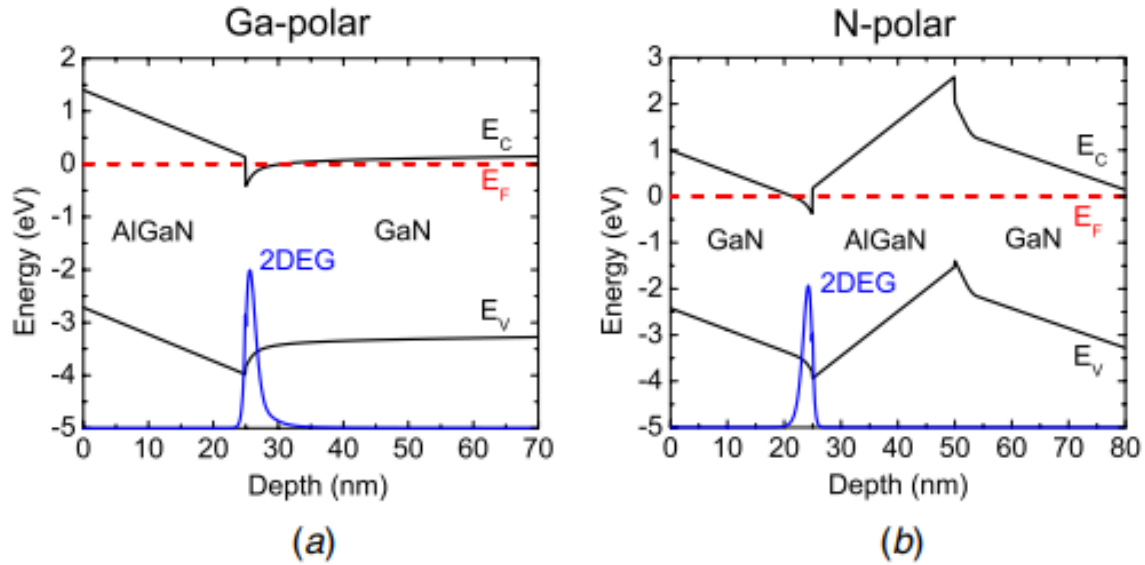 Ga-polar
2
1
0
-1
-2
-3
-4
-5
Energy (eV)
E_C
E_F
AlGaN
GaN
2DEG
E_V
0 10 20 30 40 50 60 70
Depth (nm)
(a)
N-polar
3
2
1
0
-1
-2
-3
-4
-5
Energy (eV)
E_C
E_F
GaN
AlGaN
GaN
2DEG
E_V
0 10 20 30 40 50 60 70 80
Depth (nm)
(b)